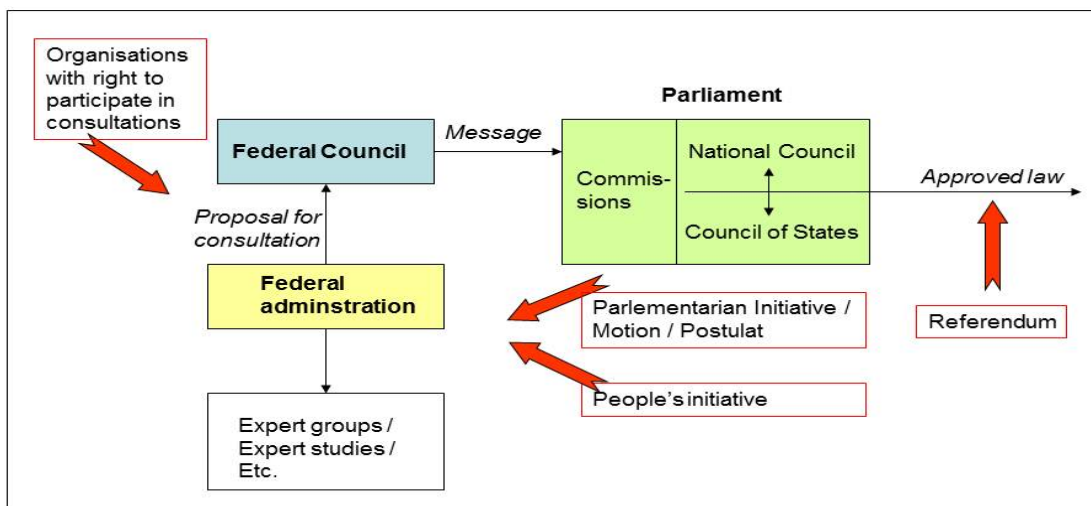 Organisations
with right to
participate in
consultations
Federal Council
Message
Parliament
Commis-
sions
National Council
Council of States
Approved law
Proposal for
consultation
Federal
adminstration
Parlementarian Initiative /
Motion / Postulat
Referendum
People's initiative
Expert groups /
Expert studies /
Etc.